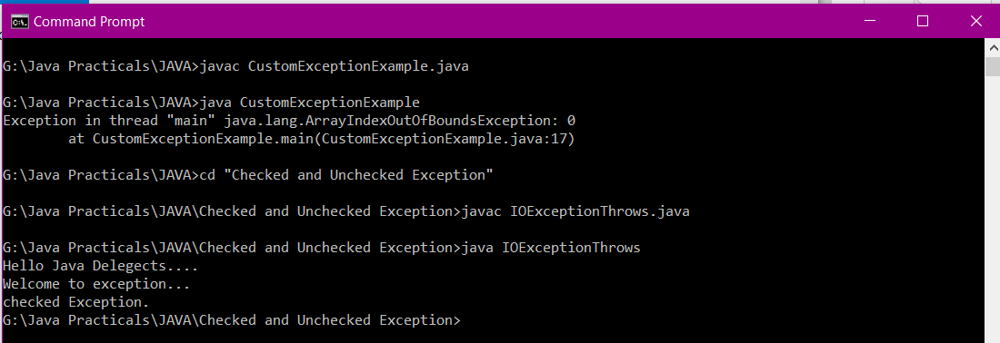 Command Prompt
G:\Java Practicals\JAVA>javac CustomExceptionExample.java
G:\Java Practicals\JAVA>java CustomExceptionExample
Exception in thread "main" java.lang.ArrayIndexOutOfBoundsException: 0
        at CustomExceptionExample.main(CustomExceptionExample.java:17)
G:\Java Practicals\JAVA>cd "Checked and Unchecked Exception"
G:\Java Practicals\JAVA\Checked and Unchecked Exception>javac IOExceptionThrows.java
G:\Java Practicals\JAVA\Checked and Unchecked Exception>java IOExceptionThrows
Hello Java Delegects....
Welcome to exception...
checked Exception.
G:\Java Practicals\JAVA\Checked and Unchecked Exception>